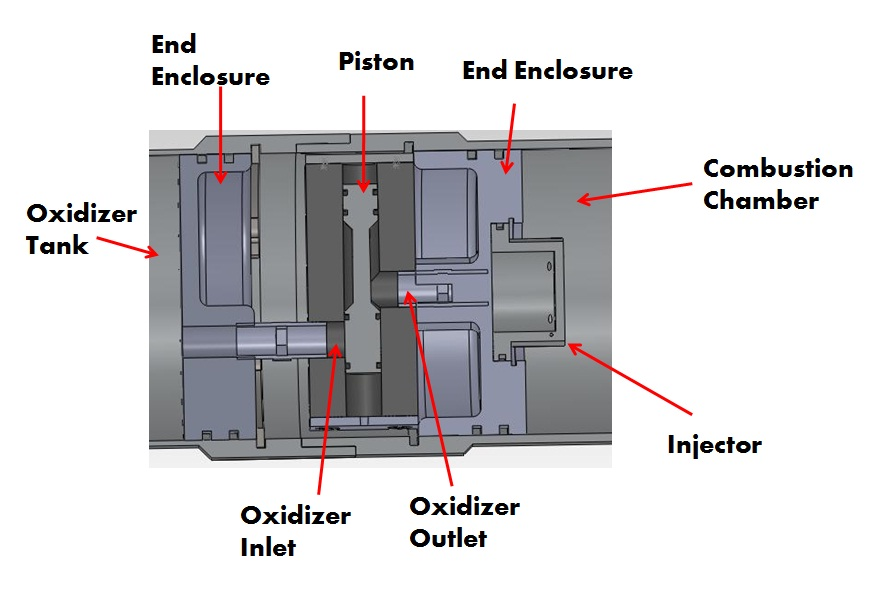 End
Enclosure
Piston
End Enclosure
Combustion
Chamber
Oxidizer
Tank
Injector
Oxidizer
Inlet
Oxidizer
Outlet